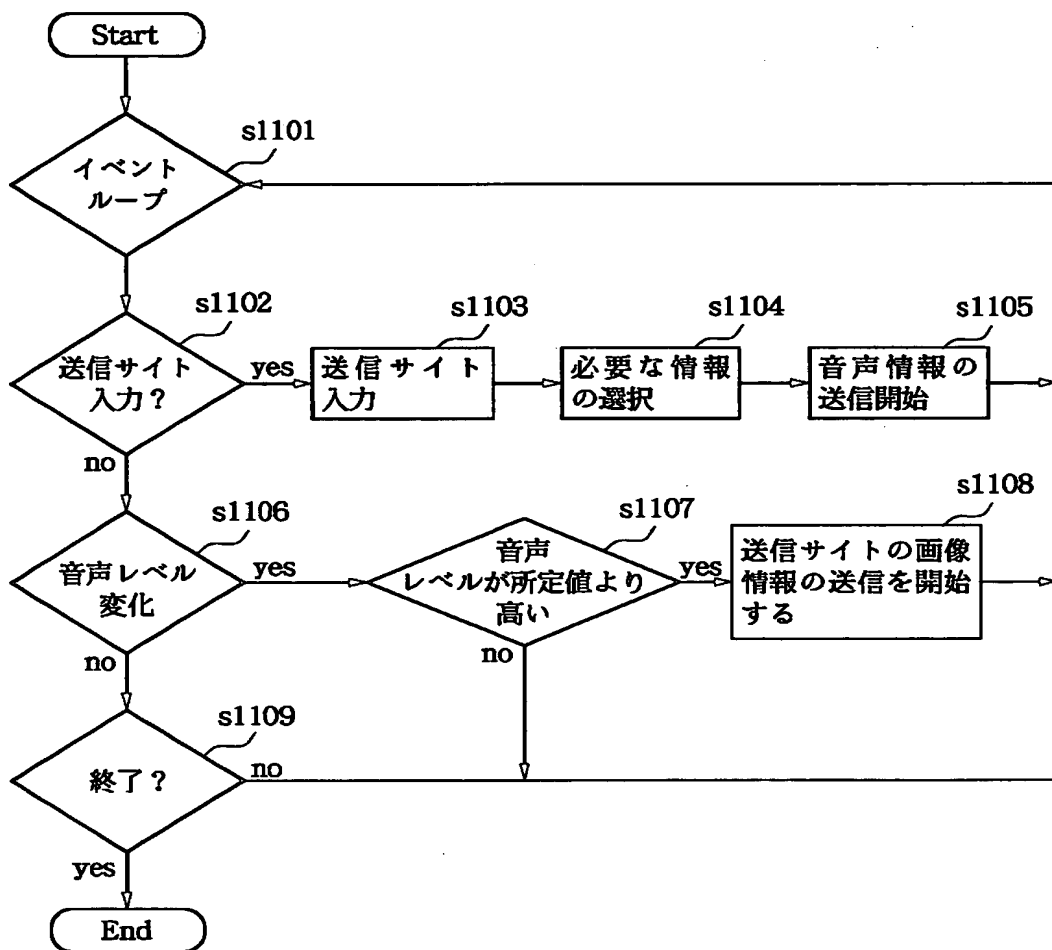 Start
s1101
イベント
ループ
s1102
送信サイト
入力？
yes
s1103
送信サイト
入力
s1104
必要な情報
の選択
s1105
音声情報の
送信開始
no
s1106
音声レベル
変化
yes
s1107
音声
レベルが所定値より
高い
yes
s1108
送信サイトの画像
情報の送信を開始
する
no
no
s1109
終了？
no
yes
End